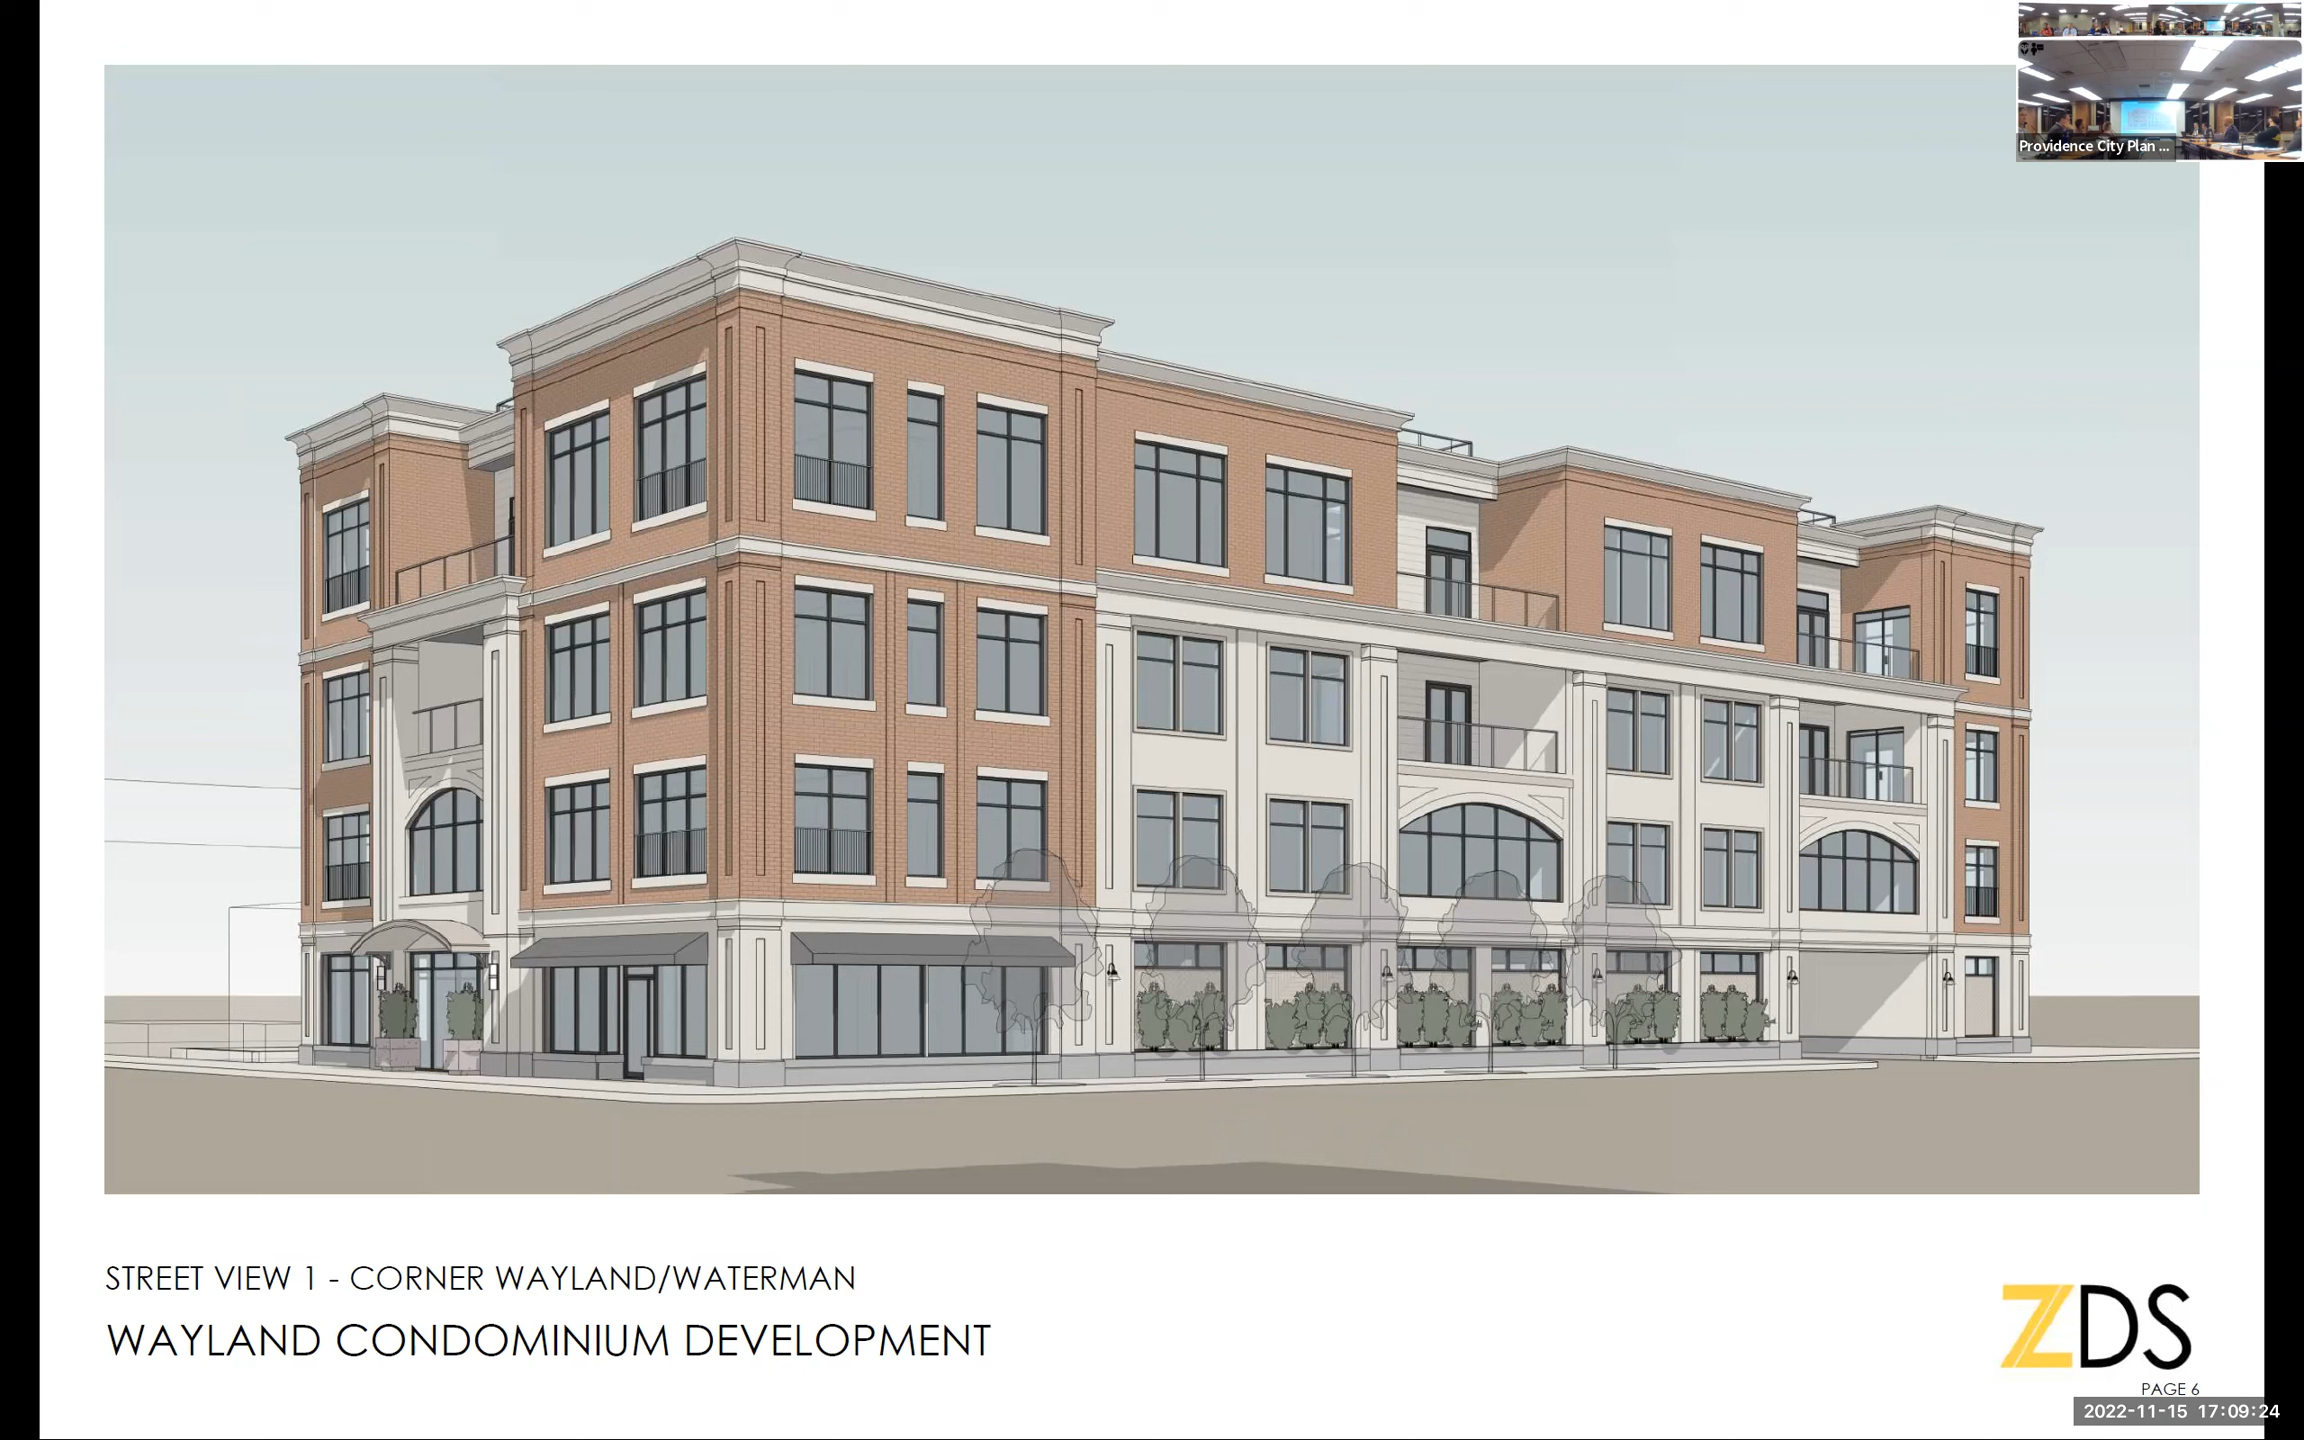 Providence City Plan ...
STREET VIEW 1 - CORNER WAYLAND/WATERMAN
WAYLAND CONDOMINIUM DEVELOPMENT
ZDS
PAGE 6
2022-11-15 17:09:24